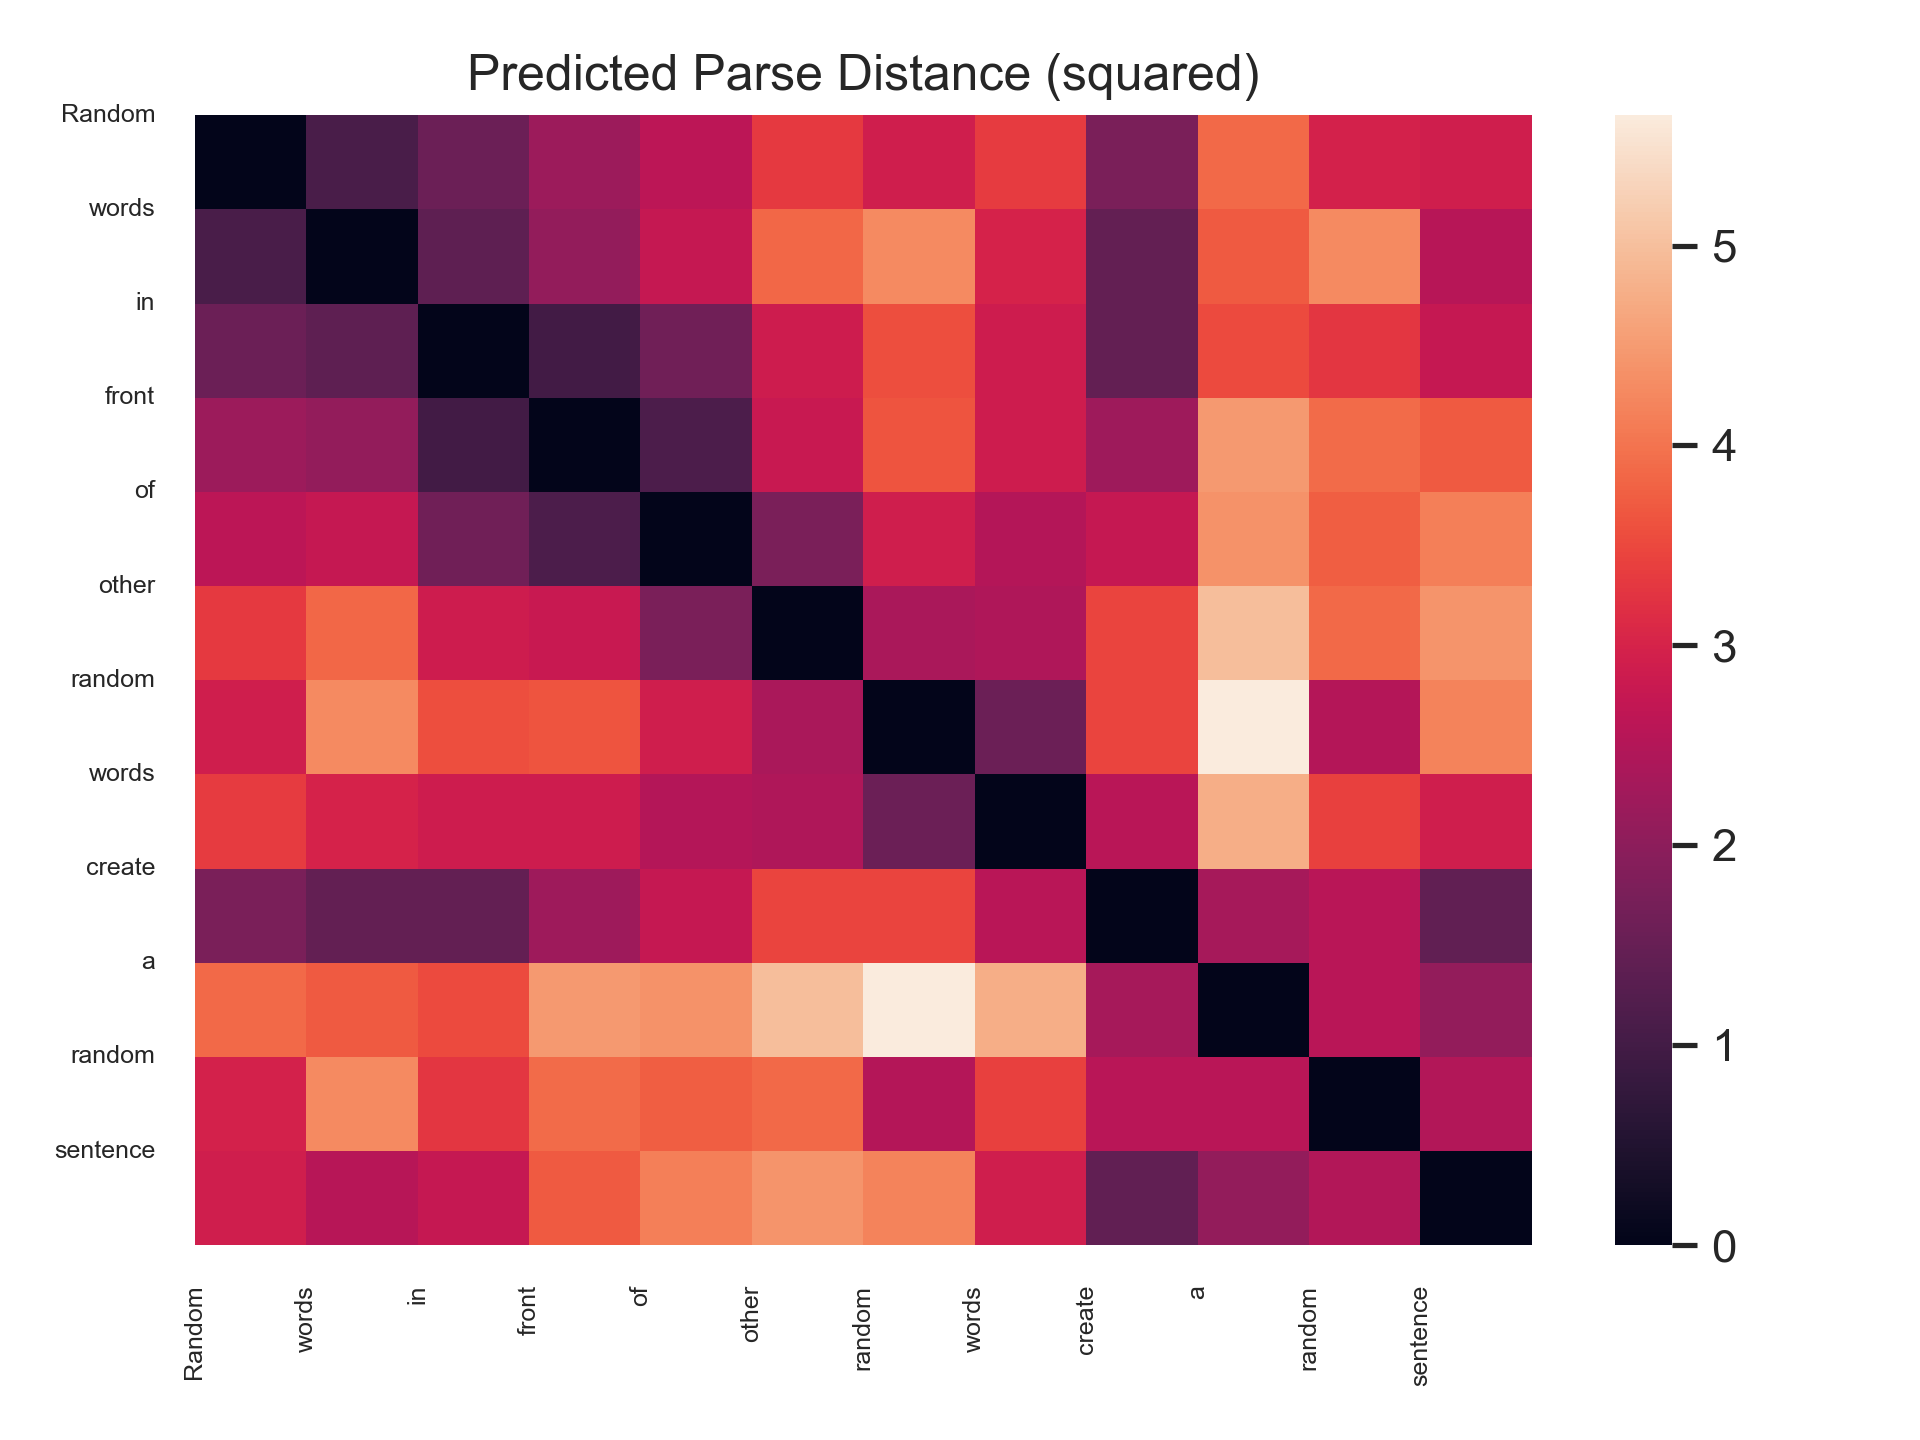 Predicted Parse Distance (squared)
Random
words
in
front
of
other
random
words
create
a
random
sentence
5
4
3
2
1
0
Random
words
in
front
of
other
random
words
create
a
random
sentence